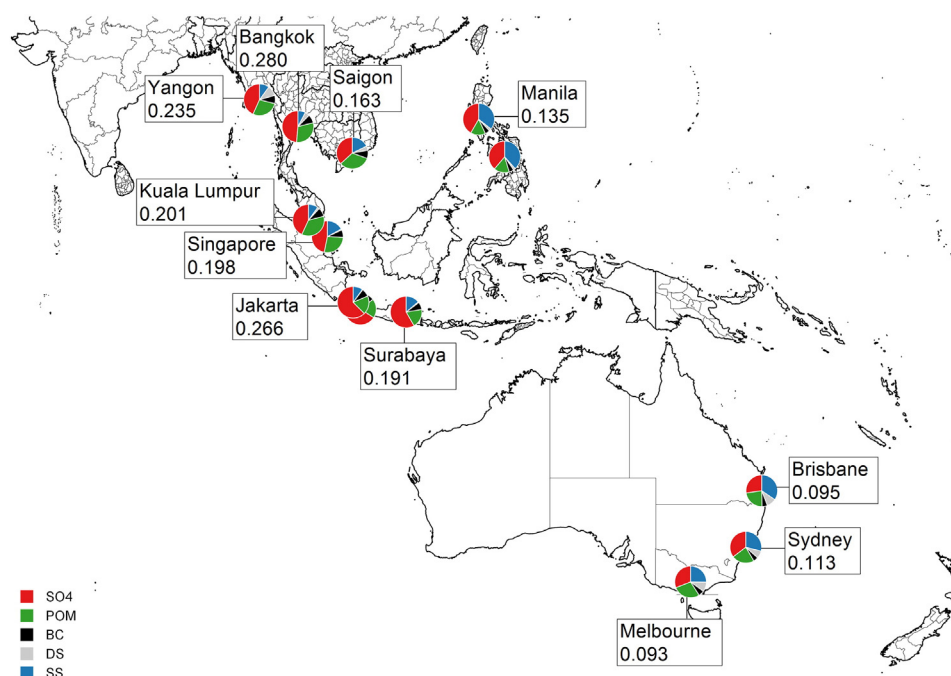 Bangkok
0.280
Saigon
0.163
Yangon
0.235
Manila
0.135
Kuala Lumpur
0.201
Singapore
0.198
Jakarta
0.266
Surabaya
0.191
Brisbane
0.095
Sydney
0.113
Melbourne
0.093
SO4
POM
BC
DS
SS